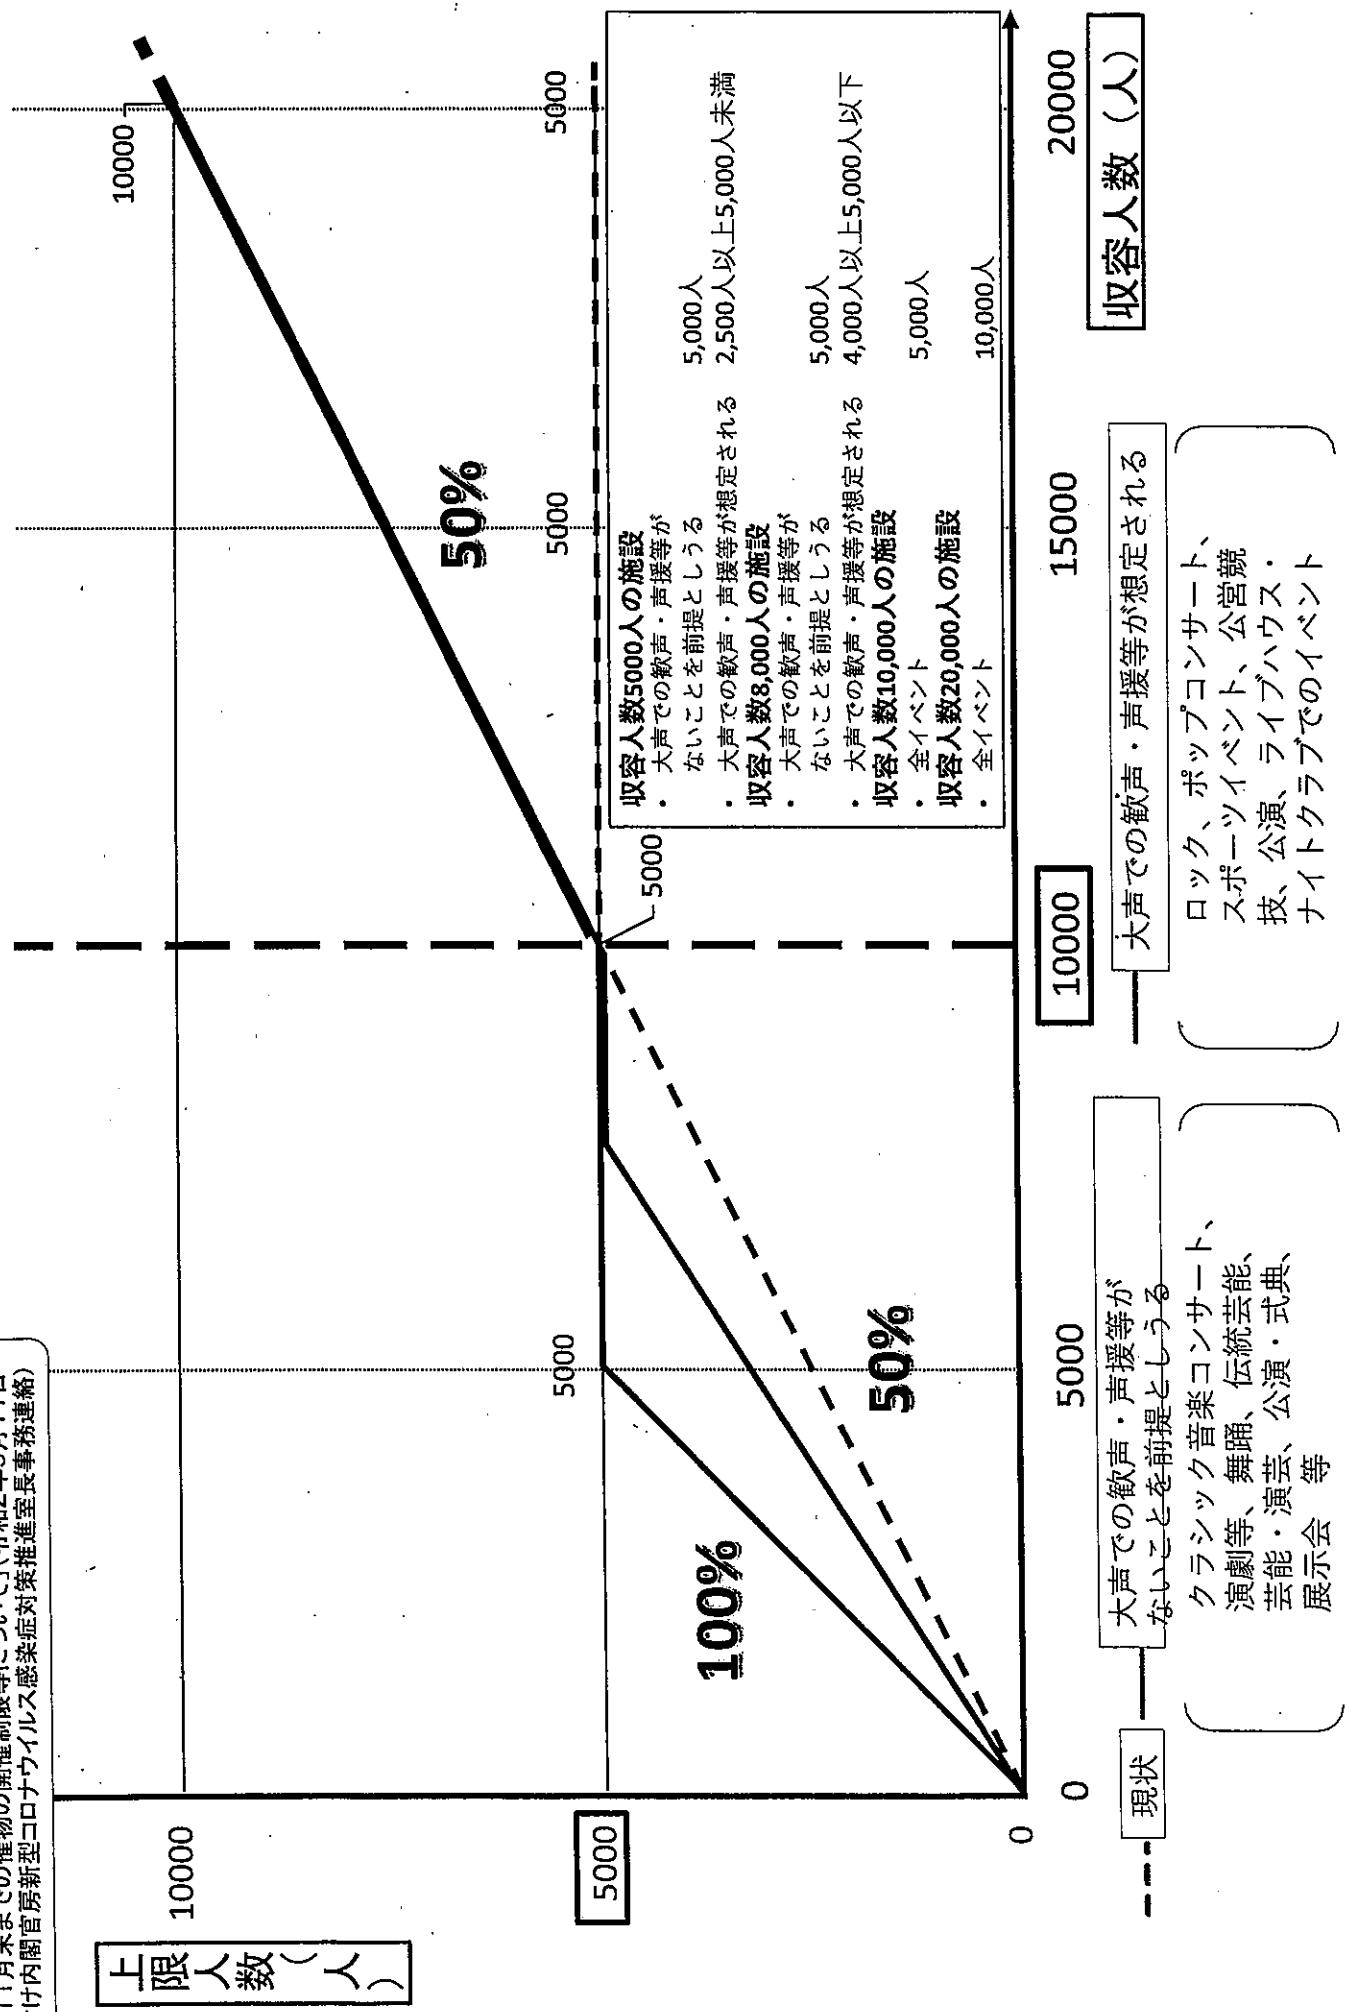 11月末までの催物の開催制限等について」(令和2年9月11日
け内閣官房新型コロナウイルス感染症対策推進室長事務連絡)
上限人数(人)
10000
5000
0
10000
5000
5000
5000
5000
100%
50%
50%
収容人数5000人の施設
・ 大声での歓声・声援等が
ないことを前提としうる 5,000人
・ 大声での歓声・声援等が想定される 2,500人以上5,000人未満
収容人数8,000人の施設
・ 大声での歓声・声援等が
ないことを前提としうる 5,000人
・ 大声での歓声・声援等が想定される 4,000人以上5,000人以下
収容人数10,000人の施設
・ 全イベント 5,000人
収容人数20,000人の施設
・ 全イベント 10,000人
0
5000
10000
15000
20000
収容人数(人)
現状
大声での歓声・声援等が
ないことを前提としうる
クラシック音楽コンサート、
演劇等、舞踊、伝統芸能、
芸能・演芸、公演・式典、
展示会 等
大声での歓声・声援等が想定される
ロック、ポップコンサート、
スポーツイベント、公営競
技、公演、ライブハウス・
ナイトクラブでのイベント